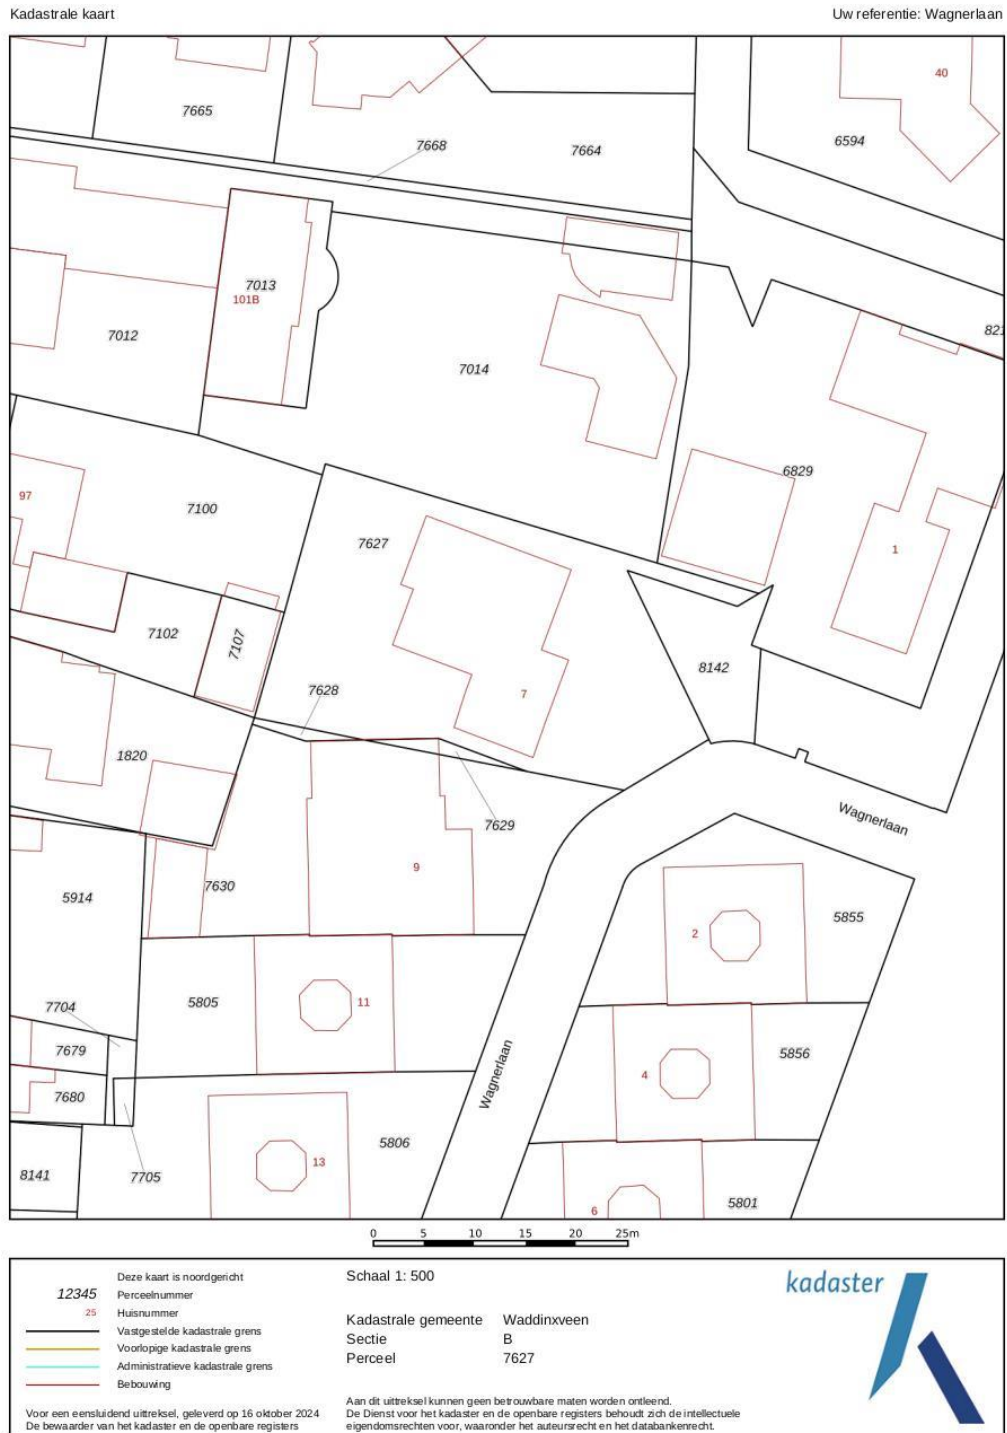 Kadastrale kaart
Uw referentie: Wagnerlaan
40
7665
7668
7664
6594
7013
101B
7012
7014
6829
97
7100
7627
1
7102
7107
8142
7628
7
1820
Wagnerlaan
7629
9
7630
5914
5855
2
5805
11
7704
7679
5856
Wagnerlaan
4
7680
5806
13
8141
7705
5801
6
0 5 10 15 20 25m
Deze kaart is noordgericht
12345 Perceelnummer
25 Huisnummer
Vastgestelde kadastrale grens
Voorlopige kadastrale grens
Administratieve kadastrale grens
Bebouwing
Voor een eensluidend uittreksel, geleverd op 16 oktober 2024
De bewaarder van het kadaster en de openbare registers
Schaal 1: 500
Kadastrale gemeente Waddinxveen
Sectie B
Perceel 7627
Aan dit uittreksel kunnen geen betrouwbare maten worden ontleend.
De Dienst voor het kadaster en de openbare registers behoudt zich de intellectuele
eigendomsrechten voor, waaronder het auteursrecht en het databankenrecht.
kadaster